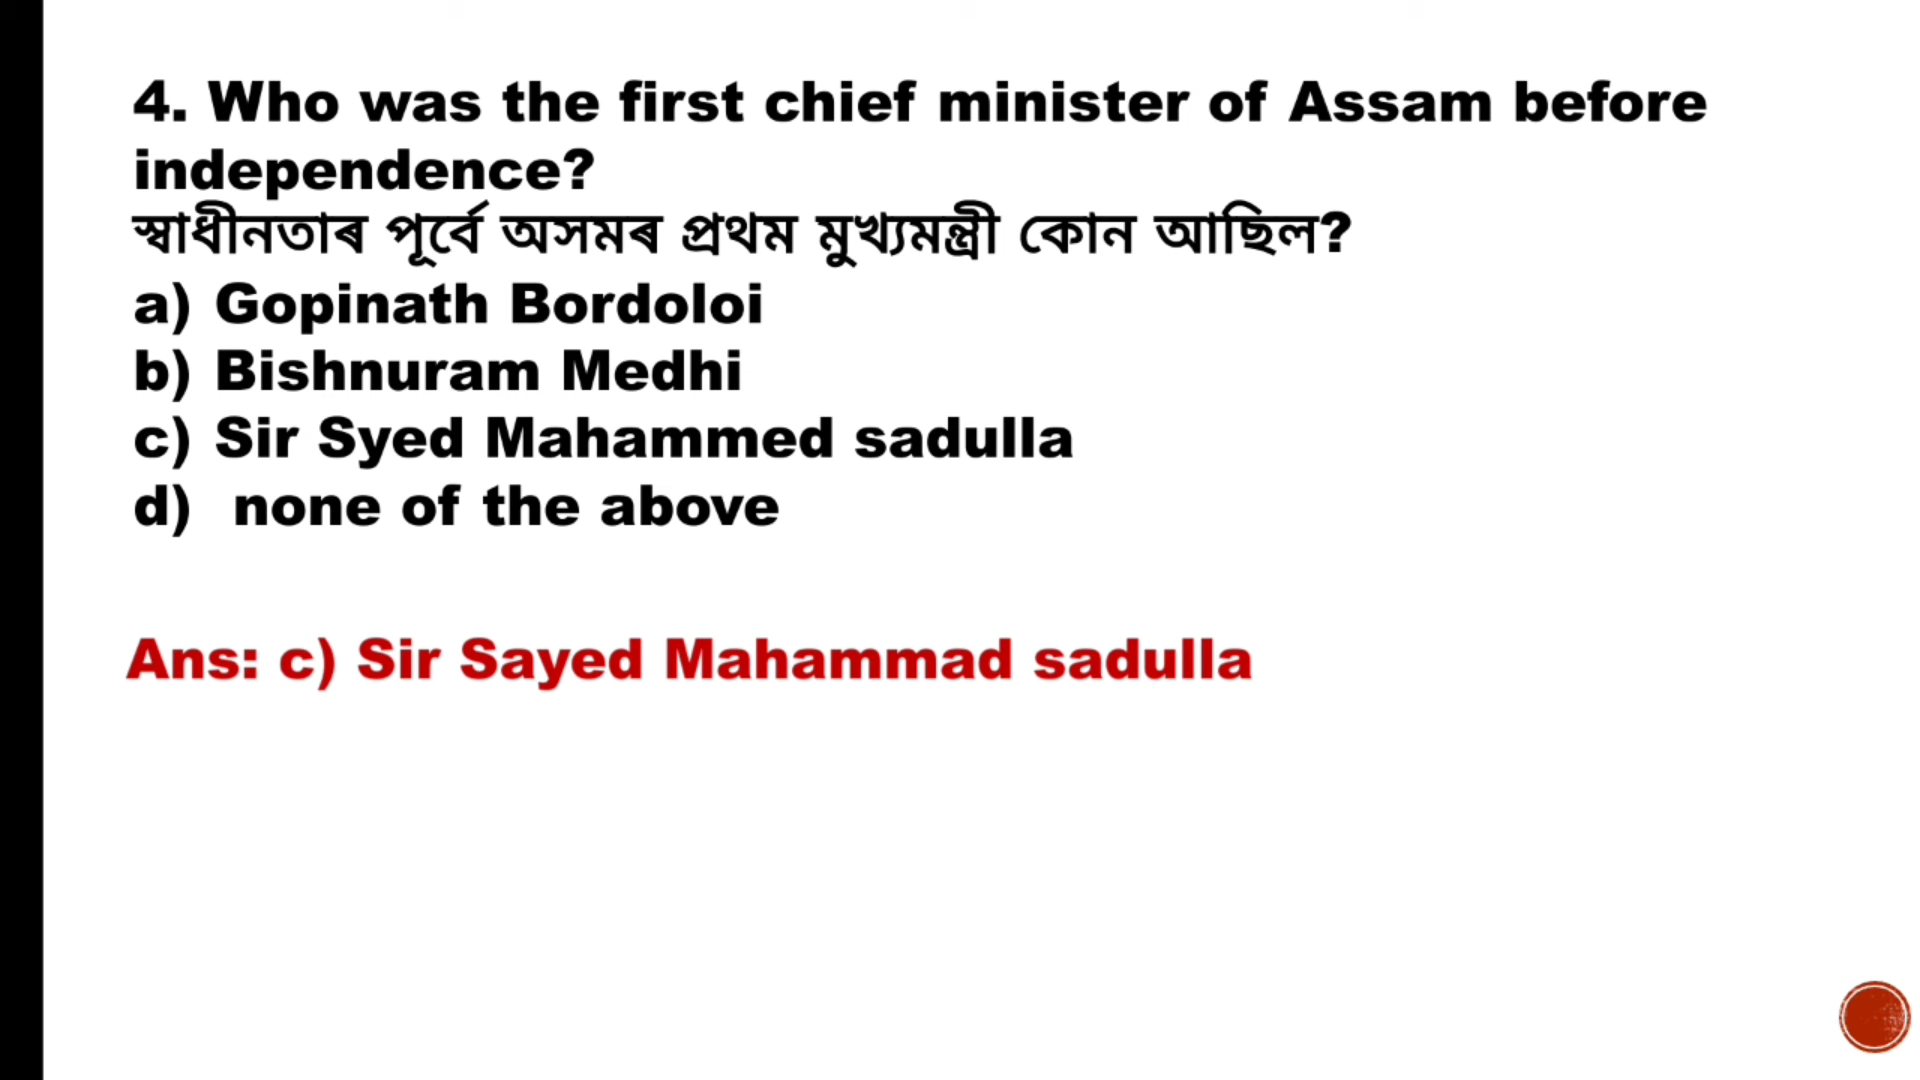 4. Who was the first chief minister of Assam before
independence?
স্বাধীনতাৰ পূৰ্বে অসমৰ প্ৰথম মুখ্যমন্ত্ৰী কোন আছিল?
a) Gopinath Bordoloi
b) Bishnuram Medhi
c) Sir Syed Mahammed sadulla
d) none of the above
Ans: c) Sir Sayed Mahammad sadulla